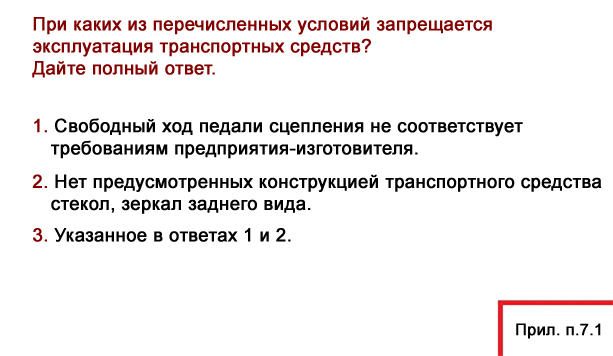 При каких из перечисленных условий запрещается
эксплуатация транспортных средств?
Дайте полный ответ.
1. Свободный ход педали сцепления не соответствует
требованиям предприятия-изготовителя.
2. Нет предусмотренных конструкцией транспортного средства
стекол, зеркал заднего вида.
3. Указанное в ответах 1 и 2.
Прил. п.7.1